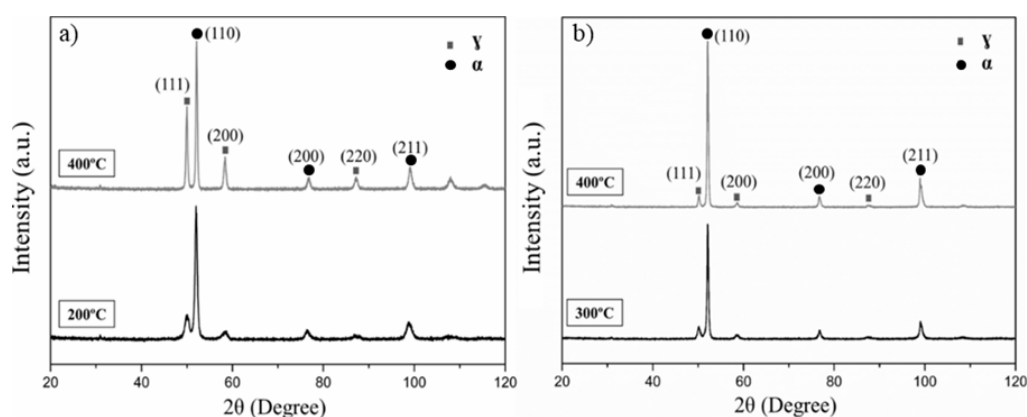 a)
(110)
■ Ɣ
● α
(111)
(200)
(200)
(220)
(211)
400ºC
200ºC
Intensity (a.u.)
20 40 60 80 100 120
2θ (Degree)
b)
(110)
■ Ɣ
● α
(111)
(200)
(200)
(220)
(211)
400ºC
300ºC
Intensity (a.u.)
20 40 60 80 100 120
2θ (Degree)